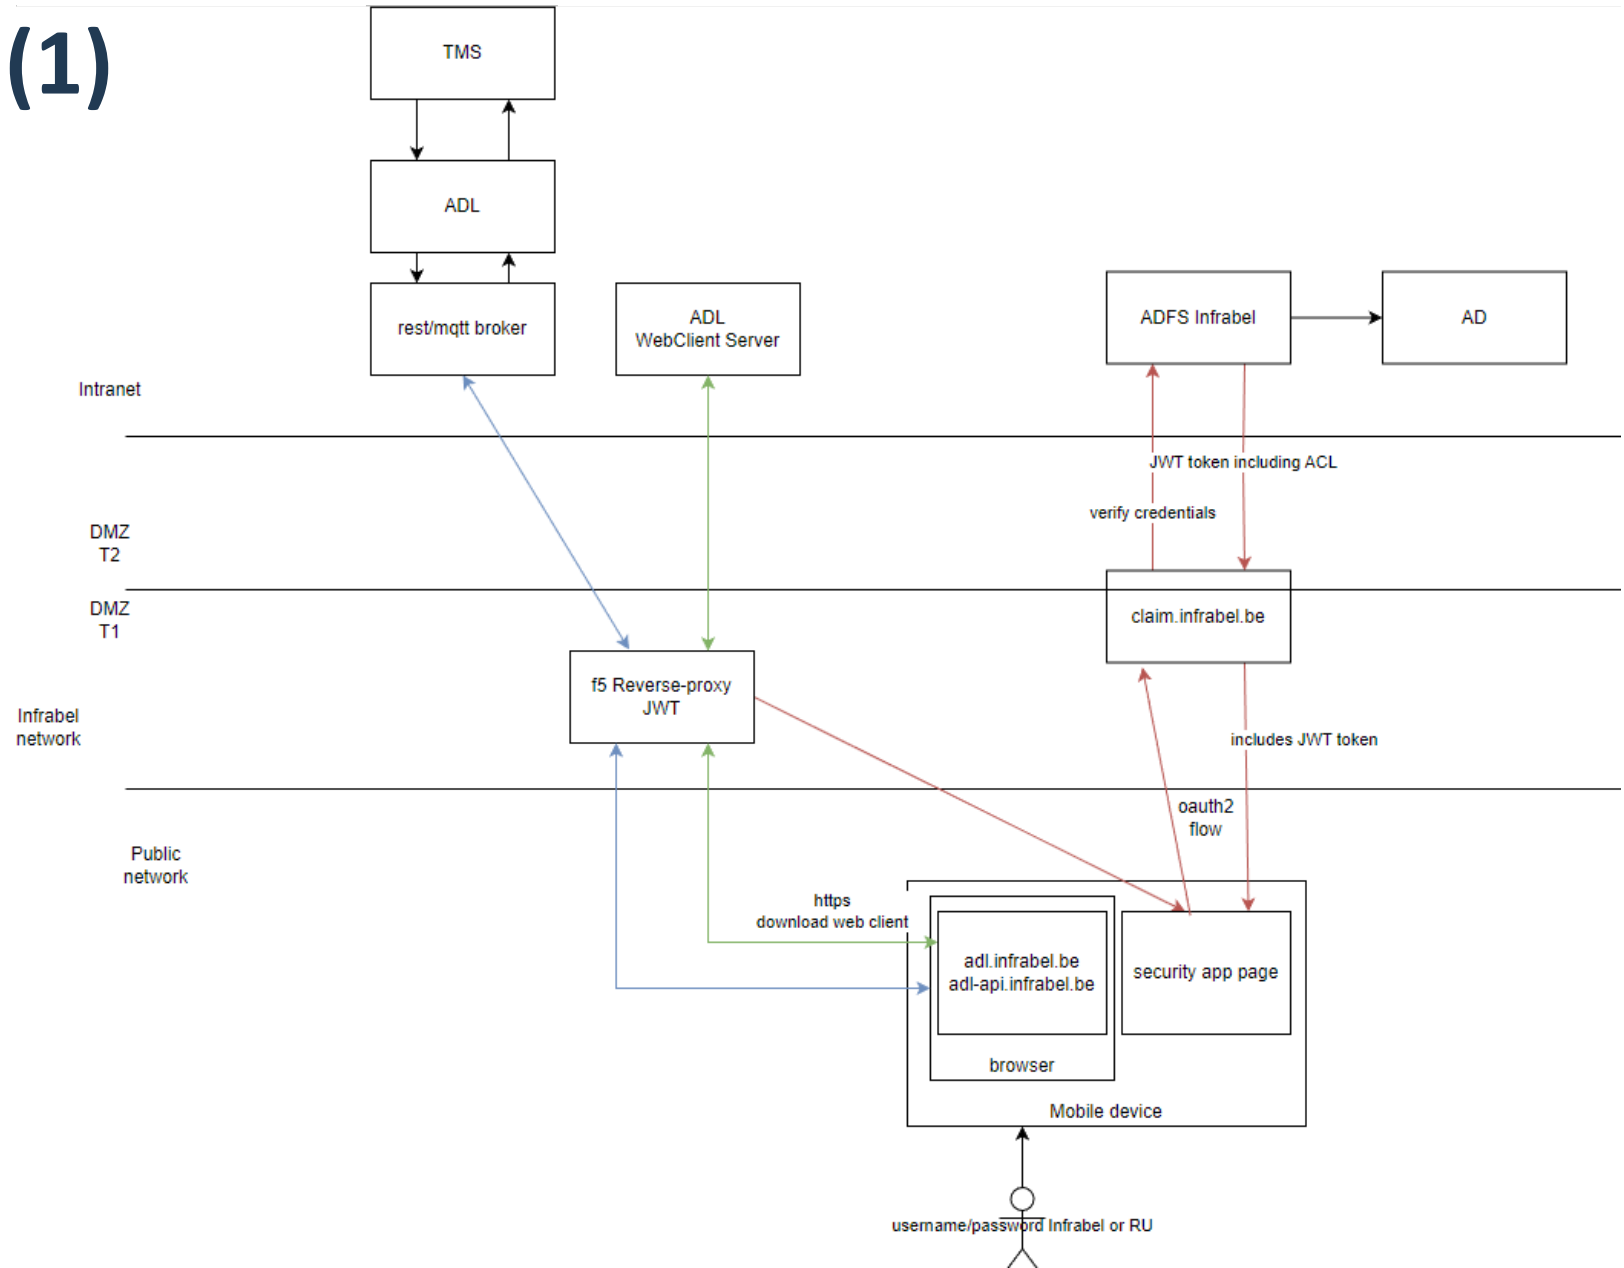 (1)
TMS
ADL
rest/mqtt broker
ADL
WebClient Server
ADFS Infrabel
AD
Intranet
JWT token including ACL
verify credentials
DMZ
T2
DMZ
T1
claim.infrabel.be
f5 Reverse-proxy
JWT
Infrabel
network
includes JWT token
oauth2
flow
Public
network
https
download web client
adl.infrabel.be
adl-api.infrabel.be
security app page
browser
Mobile device
username/password Infrabel or RU